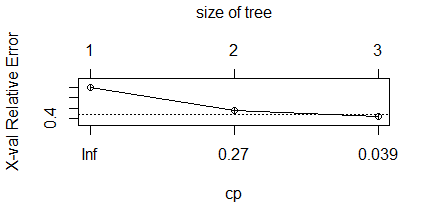 size of tree
1 2 3
X-val Relative Error
0.4
Inf 0.27 0.039
cp